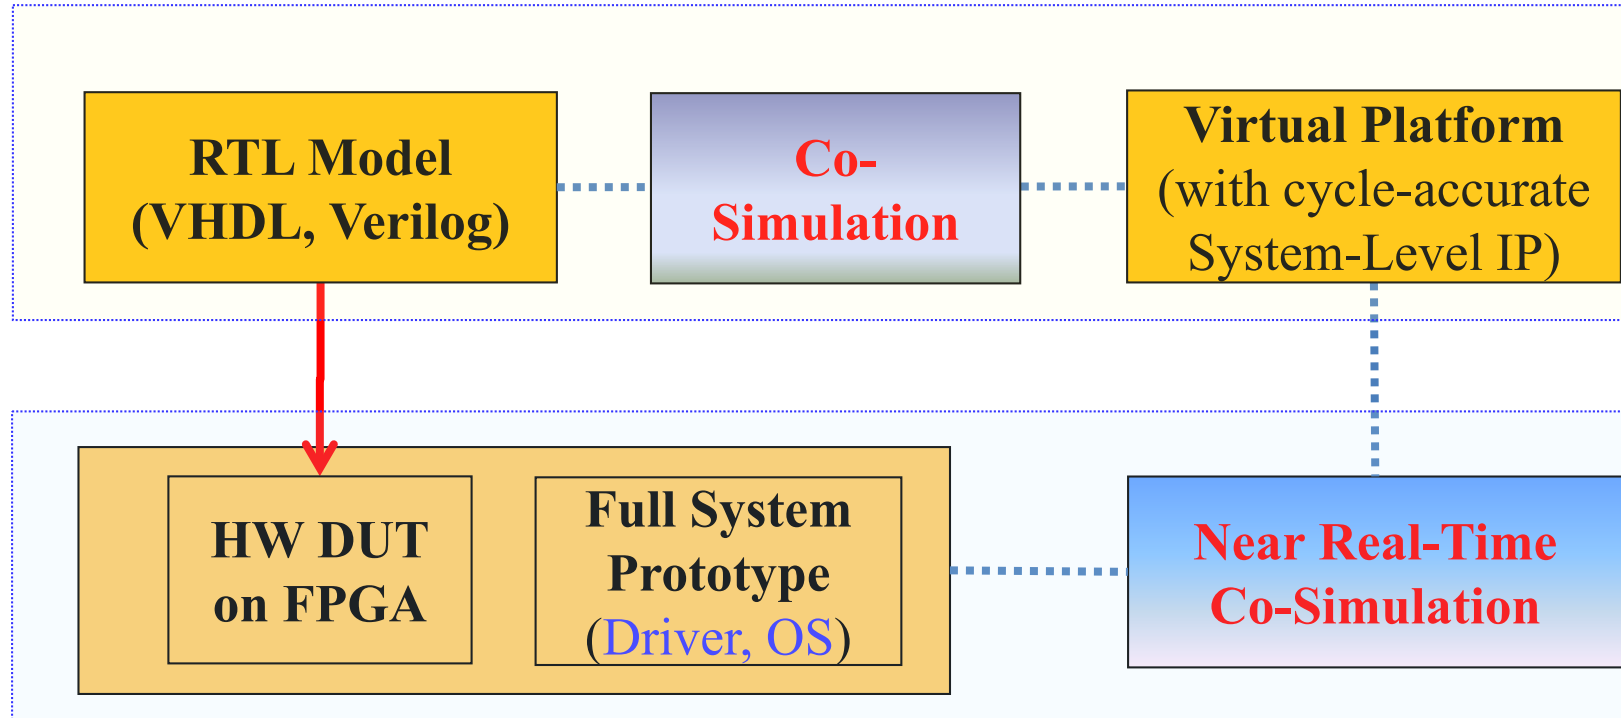 RTL Model
(VHDL, Verilog)
Co-
Simulation
Virtual Platform
(with cycle-accurate
System-Level IP)
HW DUT
on FPGA
Full System
Prototype
(Driver, OS)
Near Real-Time
Co-Simulation